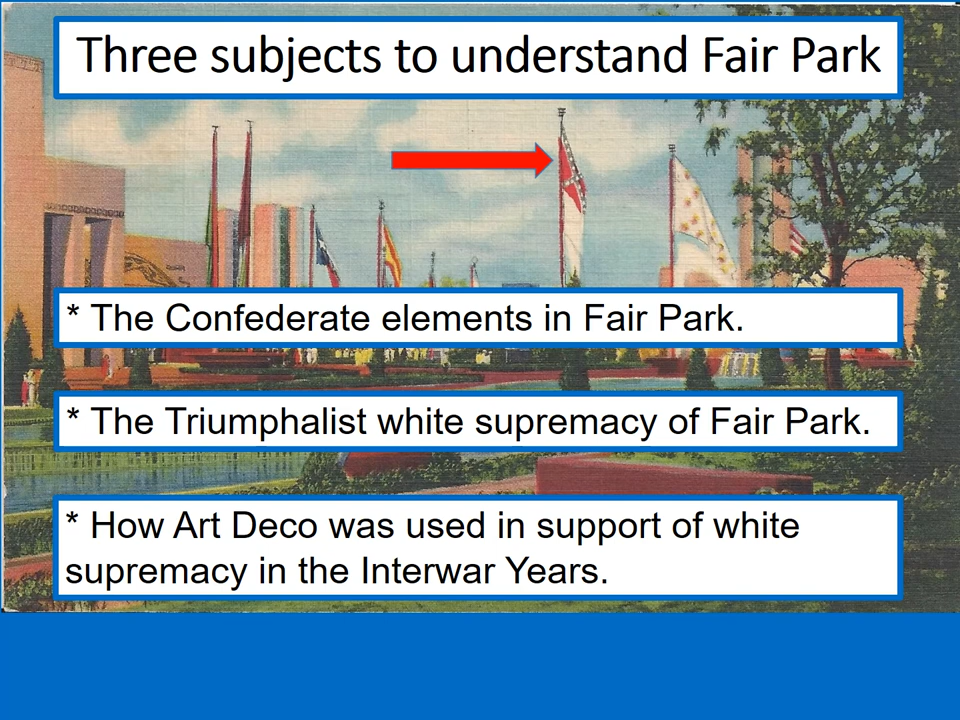 Three subjects to understand Fair Park
* The Confederate elements in Fair Park.
* The Triumphalist white supremacy of Fair Park.
* How Art Deco was used in support of white
supremacy in the Interwar Years.